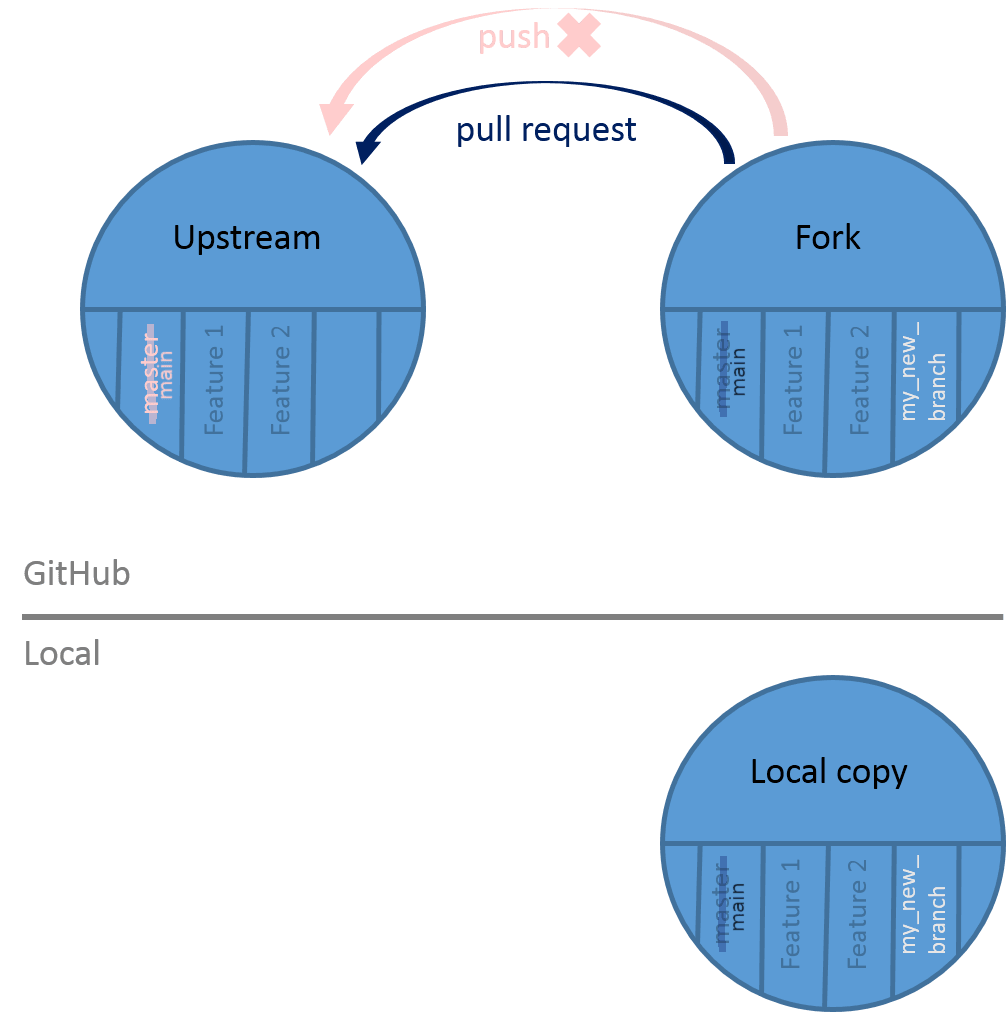 push
pull request
Upstream
Fork
master
main
Feature 1
Feature 2
master
main
Feature 1
Feature 2
my_new_
branch
GitHub
Local
Local copy
master
main
Feature 1
Feature 2
my_new_
branch